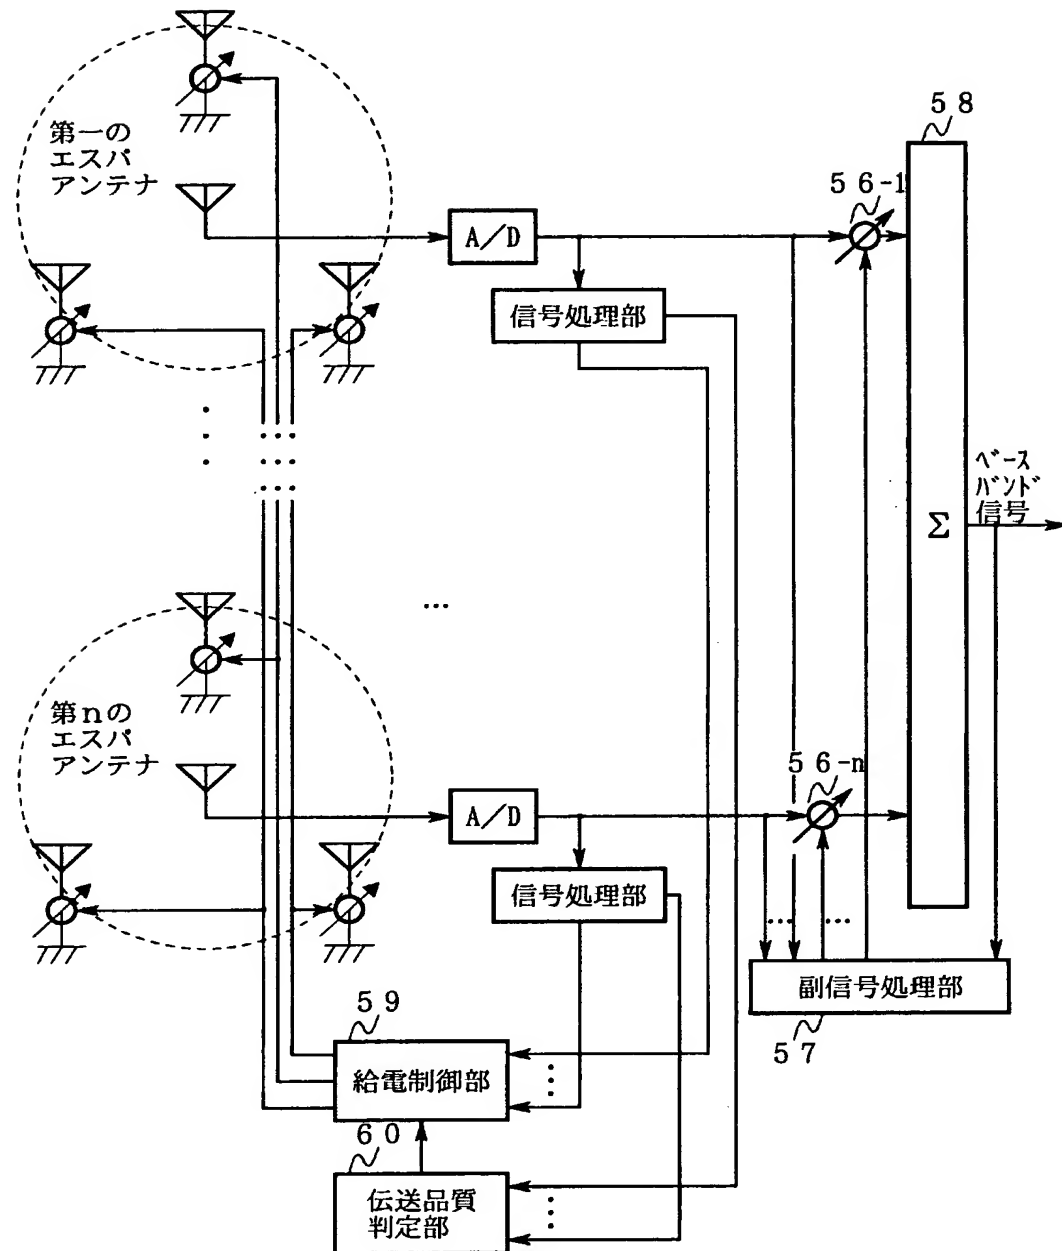 第一の
エスパ
アンテナ
A/D
信号処理部
５６-1
５８
Σ
ﾍﾞｰｽ
ﾊﾞﾝﾄﾞ
信号
第ｎの
エスパ
アンテナ
A/D
信号処理部
５６-n
副信号処理部
５７
５９
給電制御部
６０
伝送品質
判定部